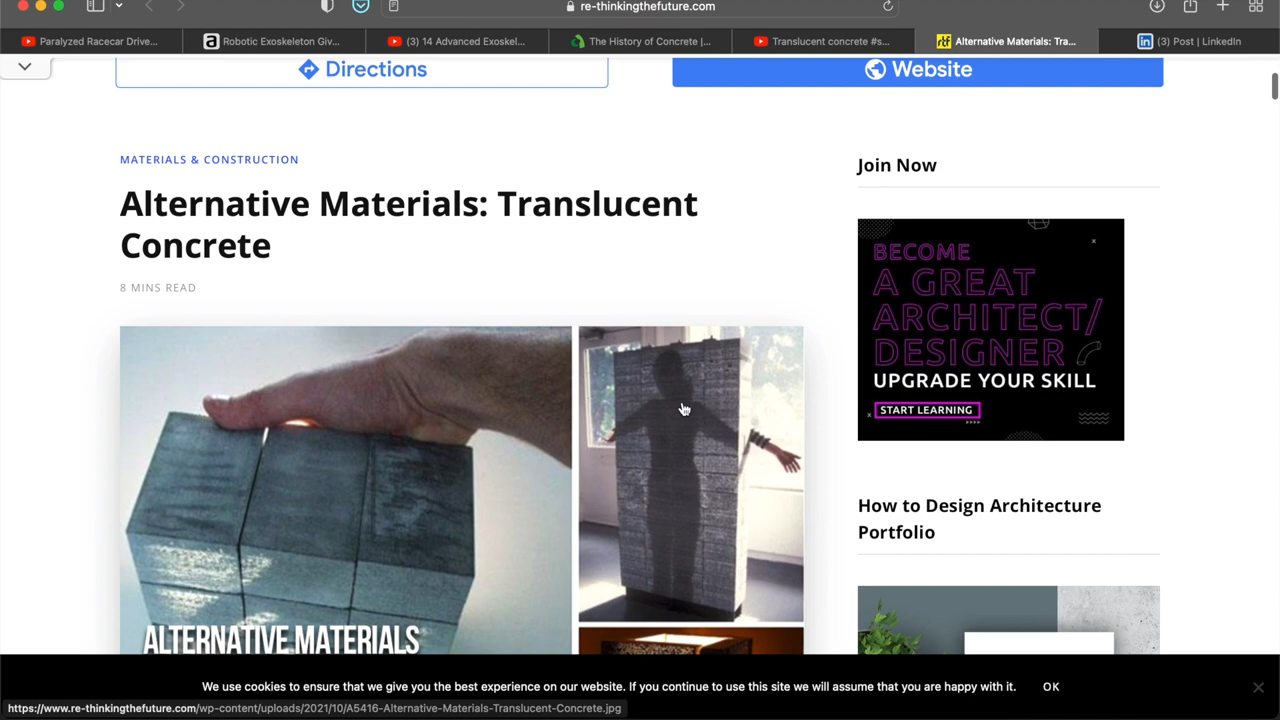 re-thinkingthefuture.com
Paralyzed Racecar Drive...
Robotic Exoskeleton Giv...
(3) 14 Advanced Exoskel...
The History of Concrete |...
Translucent concrete #s...
Alternative Materials: Tra...
(3) Post | LinkedIn
Directions
Website
MATERIALS & CONSTRUCTION
Alternative Materials: Translucent
Concrete
8 MINS READ
ALTERNATIVE MATERIALS
Join Now
BECOME
A GREAT
ARCHITECT/
DESIGNER
UPGRADE YOUR SKILL
START LEARNING
How to Design Architecture
Portfolio
We use cookies to ensure that we give you the best experience on our website. If you continue to use this site we will assume that you are happy with it.
OK
https://www.re-thinkingthefuture.com/wp-content/uploads/2021/10/A5416-Alternative-Materials-Translucent-Concrete.jpg